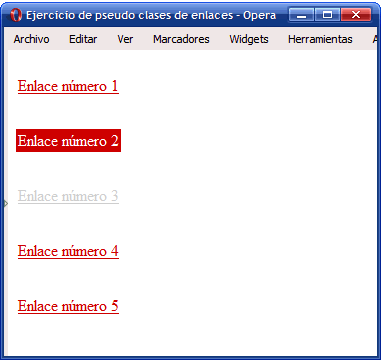 Ejercicio de pseudo clases de enlaces - Opera
Archivo Editar Ver Marcadores Widgets Herramientas A
Enlace número 1
Enlace número 2
Enlace número 3
Enlace número 4
Enlace número 5